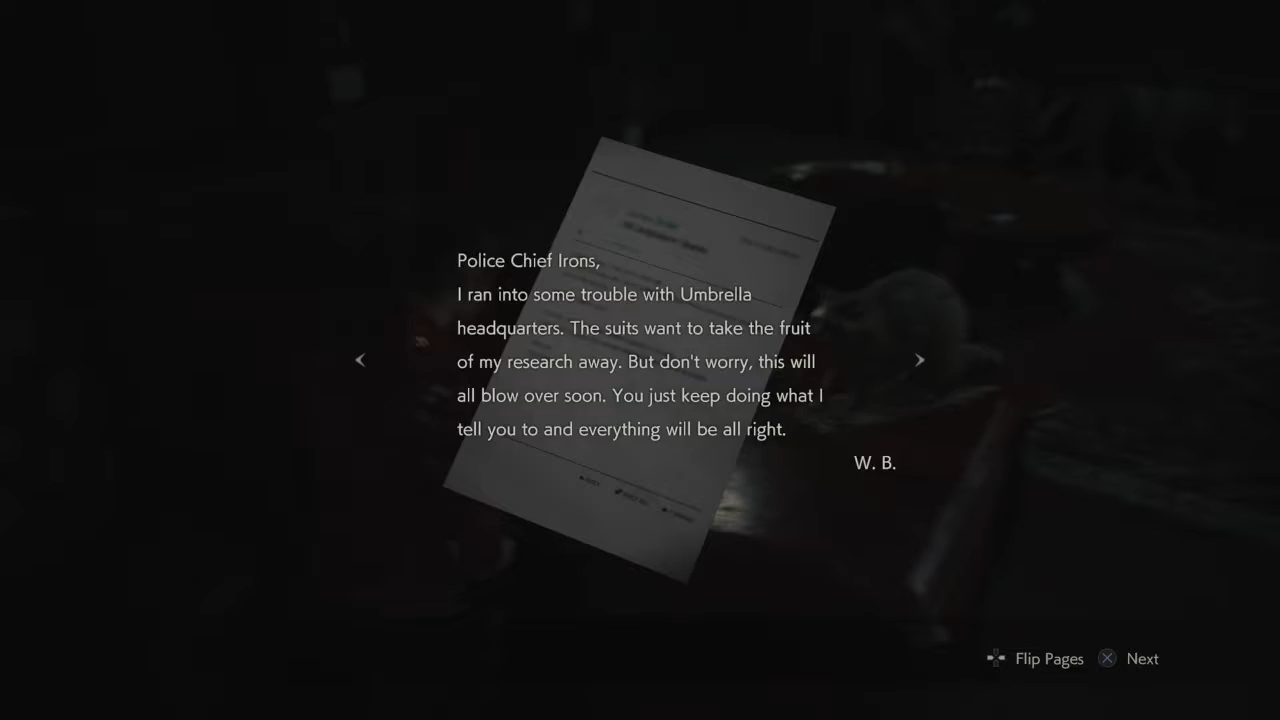 Police Chief Irons,
I ran into some trouble with Umbrella
headquarters. The suits want to take the fruit
of my research away. But don't worry, this will
all blow over soon. You just keep doing what I
tell you to and everything will be all right.
W. B.
Flip Pages Next